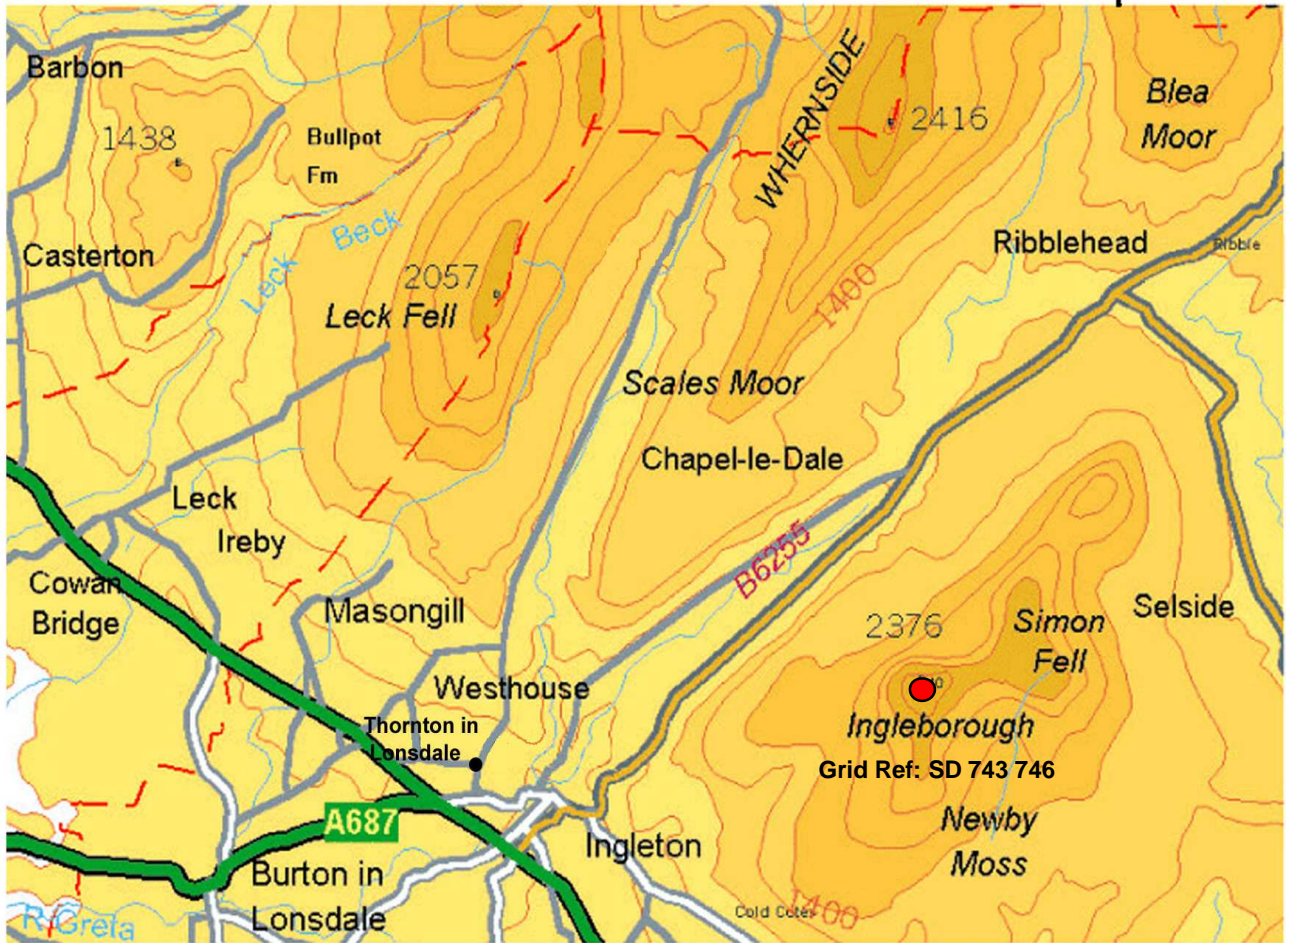 Barbon
1438
Bullpot
Fm
WHERNSIDE
2416
Blea
Moor
Casterton
Leck
Beck
2057
Leck Fell
Ribblehead
Ribble
1400
Scales Moor
Chapel-le-Dale
Leck
Ireby
B6255
Cowan
Bridge
Masongill
2376
Simon
Fell
Selside
Westhouse
Thornton in
Lonsdale
Ingleborough
Grid Ref: SD 743 746
A687
Newby
Moss
Ingleton
Burton in
Lonsdale
R.Greta
Cold Cotes
1400